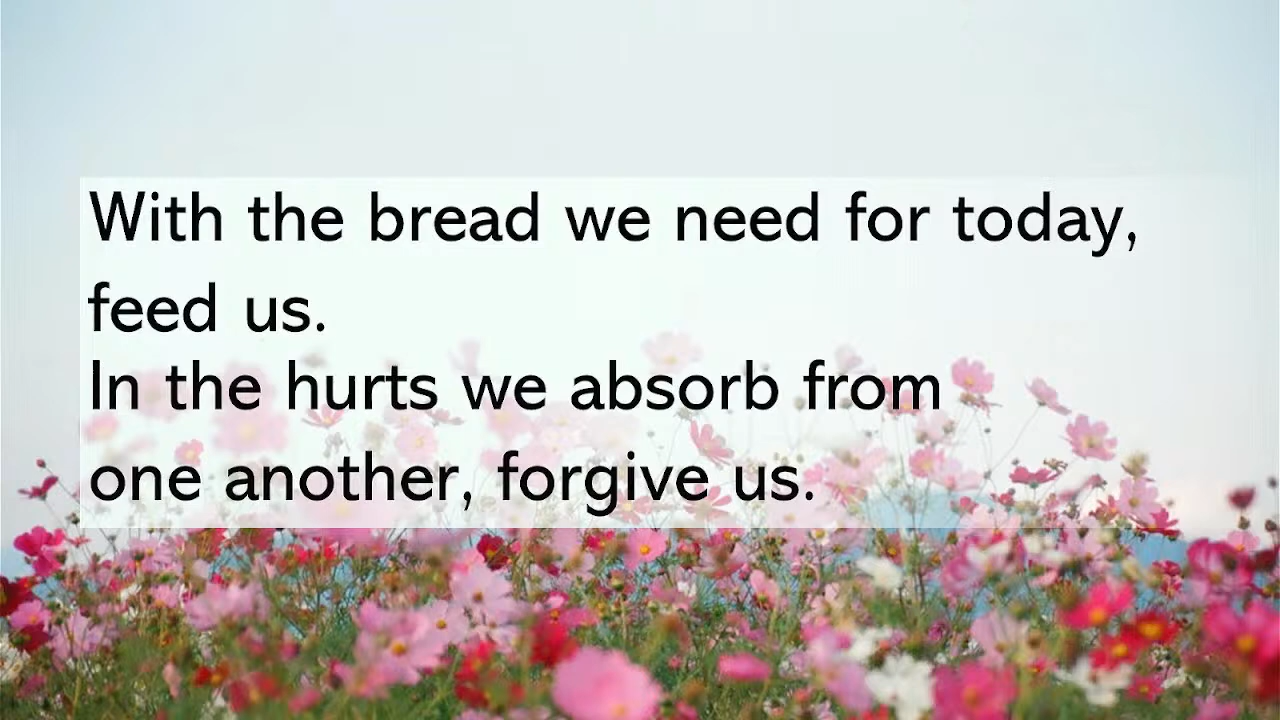 With the bread we need for today,
feed us.
In the hurts we absorb from
one another, forgive us.